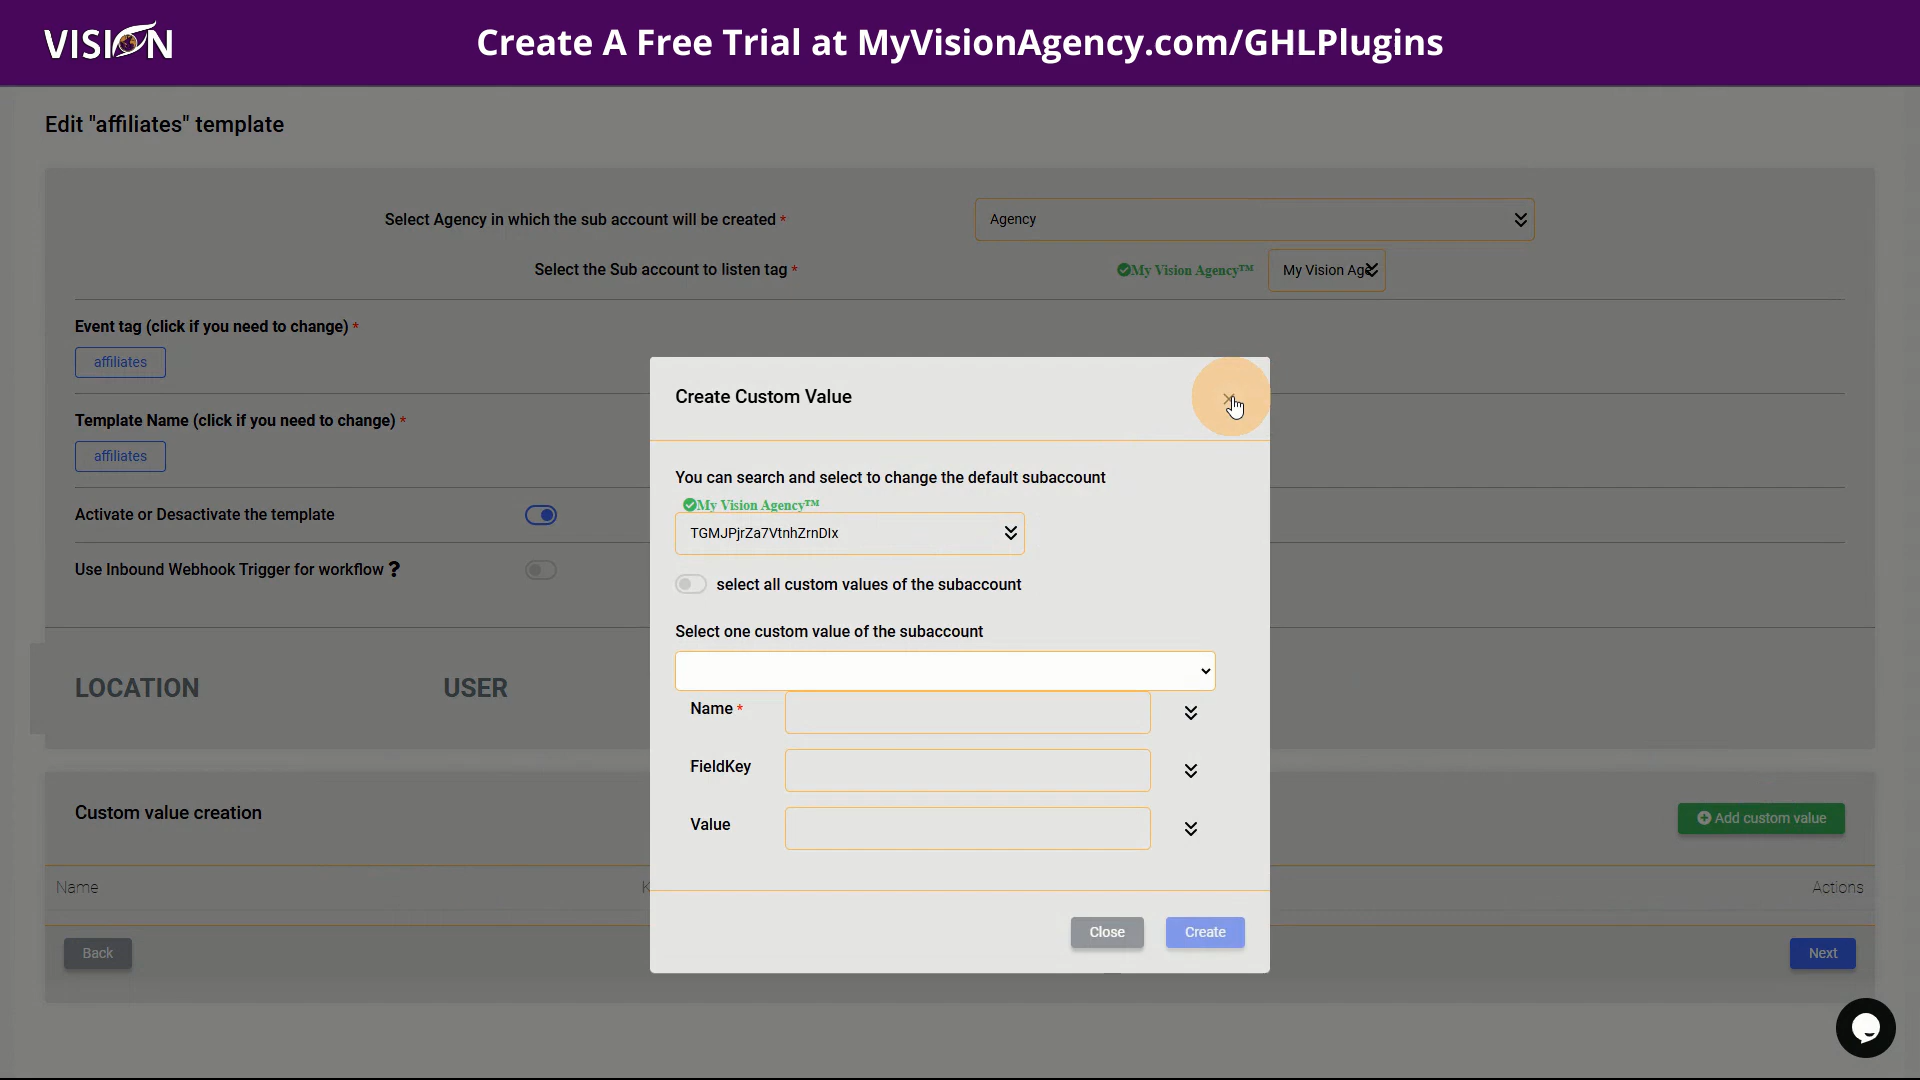 VISION
Create A Free Trial at MyVisionAgency.com/GHLPlugins
Edit "affiliates" template
Select Agency in which the sub account will be created *
Agency
Select the Sub account to listen tag *
My Vision Agency™
My Vision Age
Event tag (click if you need to change) *
affiliates
Template Name (click if you need to change) *
affiliates
Activate or Desactivate the template
Use Inbound Webhook Trigger for workflow ?
LOCATION
USER
Create Custom Value
You can search and select to change the default subaccount
My Vision Agency™
TGMJPjrZa7VtnhZrnDIx
select all custom values of the subaccount
Select one custom value of the subaccount
Name *
FieldKey
Value
Close
Create
Custom value creation
Add custom value
Name
K
Actions
Back
Next